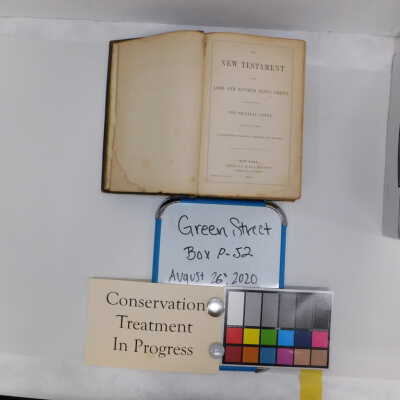 THE
NEW TESTAMENT
OF OUR
LORD AND SAVIOUR JESUS CHRIST,
THE ORIGINAL GREEK,
NEW YORK:
Green Street
Box P-52
August 26, 2020
Conservation
Treatment
In Progress